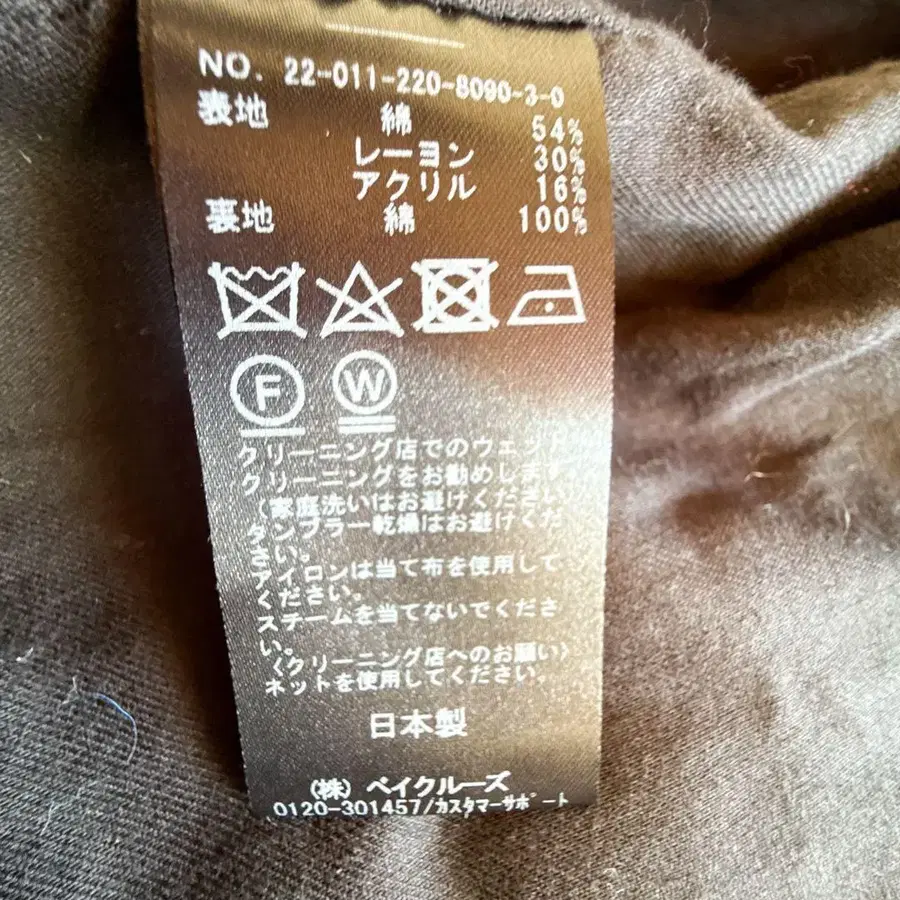 NO. 22-011-220-8090-3-0
表地 綿 54%
レーヨン 30%
アクリル 16%
裏地 綿 100%
F W
クリーニング店でのウェット
クリーニングをお勧めします
(家庭洗いはお避けください)
タンブラー乾燥はお避けくだ
さい。
アイロンは当て布を使用して
ください。
スチームを当てないでくださ
い。
〈クリーニング店へのお願い〉
ネットを使用してください。
日本製
(株) ベイクルーズ
0120-301457/カスタマーサポート